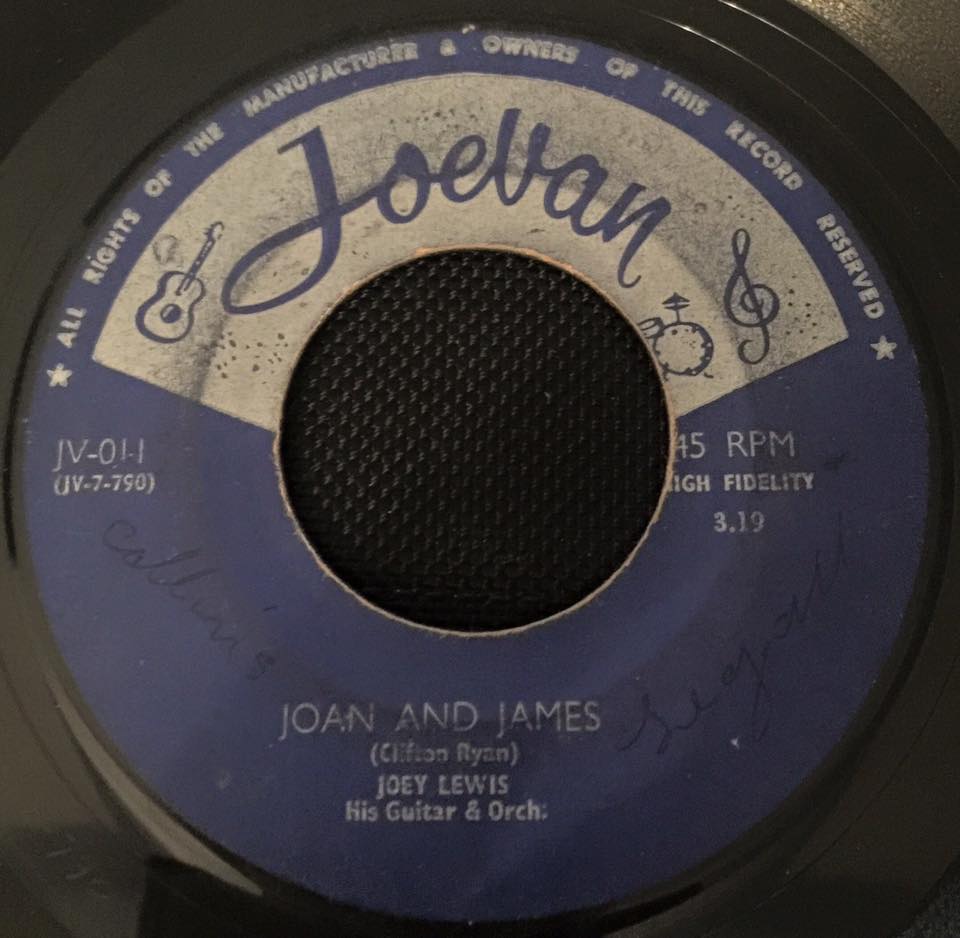 ALL RIGHTS OF THE MANUFACTURER & OWNERS OF THIS RECORD RESERVED
Joevan
JV-011
(JV-7-790)
45 RPM
HIGH FIDELITY
3.19
JOAN AND JAMES
(Clifton Ryan)
JOEY LEWIS
His Guitar & Orch.